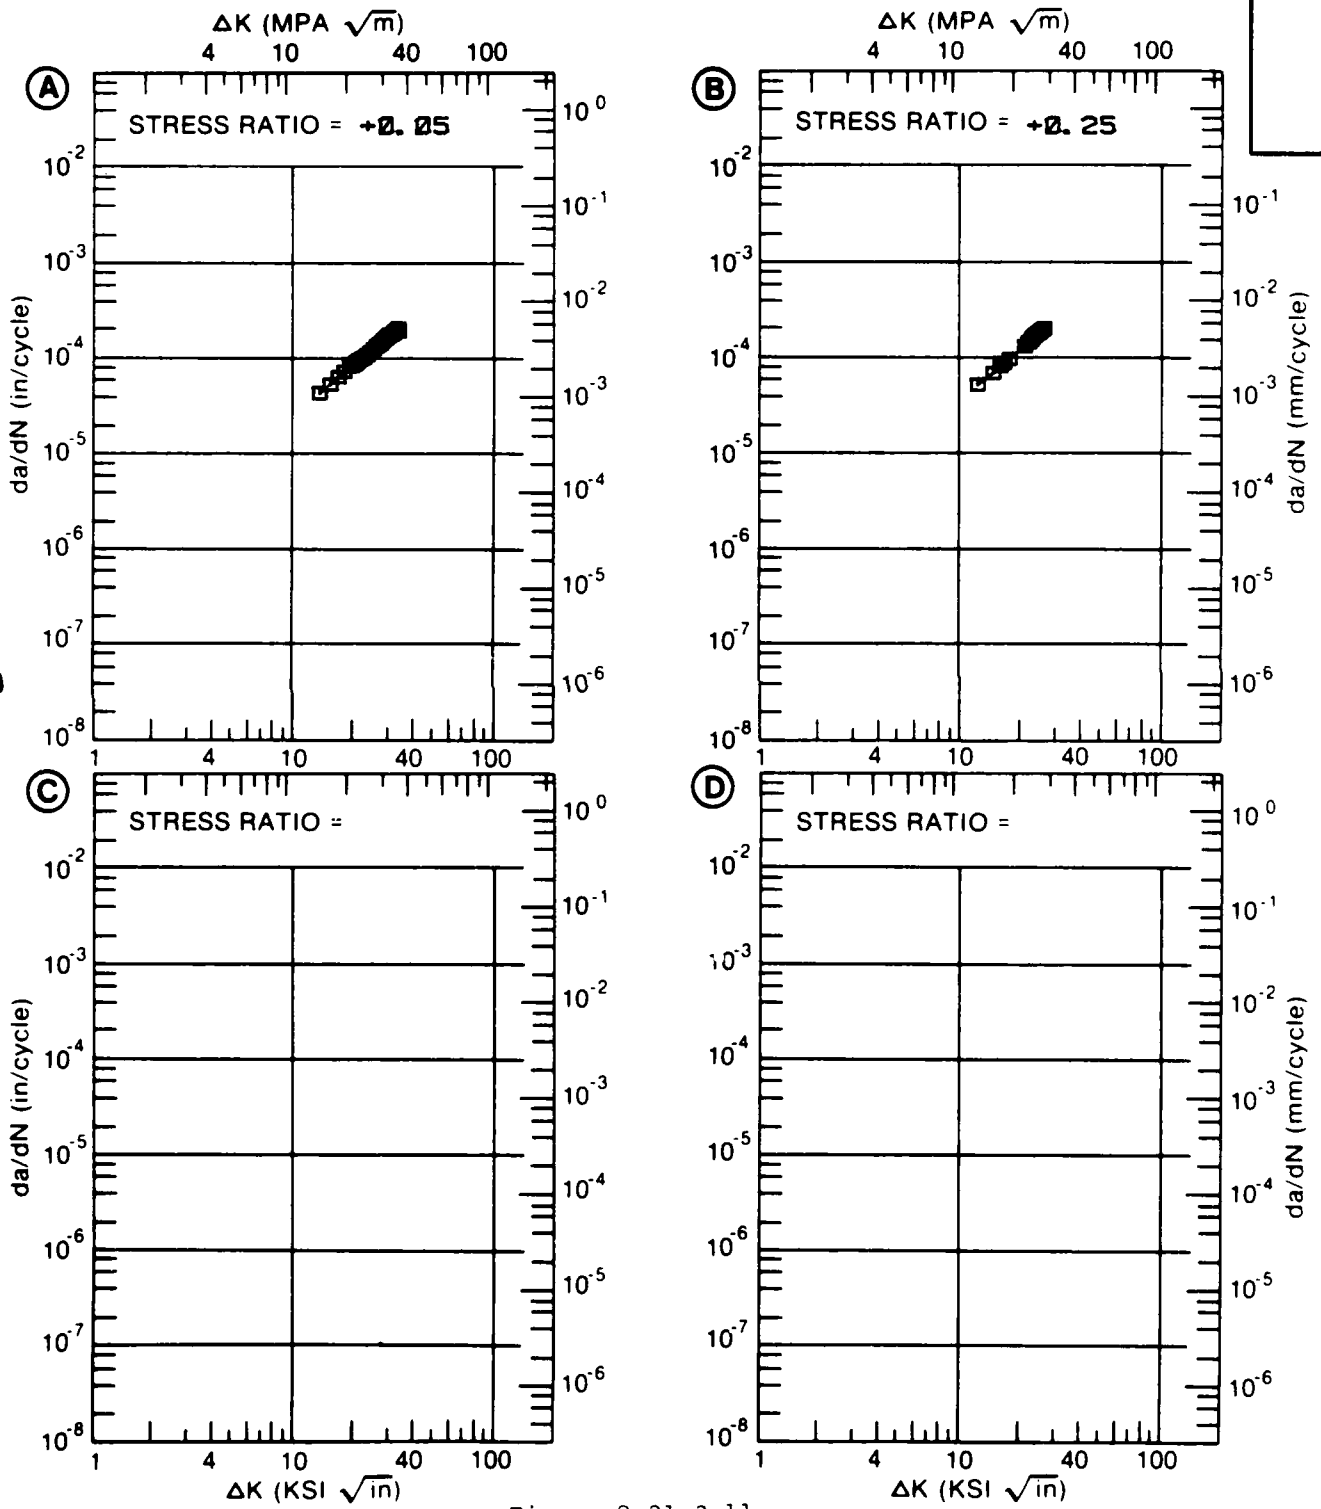 ΔK (MPA √m)
4 10 40 100
A
STRESS RATIO = +0.05
10^0
10^-2
10^-1
10^-3
10^-2
10^-4
10^-3
10^-5
10^-4
10^-6
10^-5
10^-7
10^-6
10^-8
da/dN (in/cycle)
1 4 10 40 100
ΔK (MPA √m)
4 10 40 100
B
STRESS RATIO = +0.25
10^-2
10^-1
10^-3
10^-2
10^-4
10^-3
10^-5
10^-4
10^-6
10^-5
10^-7
10^-6
10^-8
da/dN (mm/cycle)
1 4 10 40 100
C
STRESS RATIO =
10^0
10^-2
10^-1
10^-3
10^-2
10^-4
10^-3
10^-5
10^-4
10^-6
10^-5
10^-7
10^-6
10^-8
da/dN (in/cycle)
1 4 10 40 100
ΔK (KSI √in)
D
STRESS RATIO =
10^0
10^-2
10^-1
10^-3
10^-2
10^-4
10^-3
10^-5
10^-4
10^-6
10^-5
10^-7
10^-6
10^-8
da/dN (mm/cycle)
1 4 10 40 100
ΔK (KSI √in)